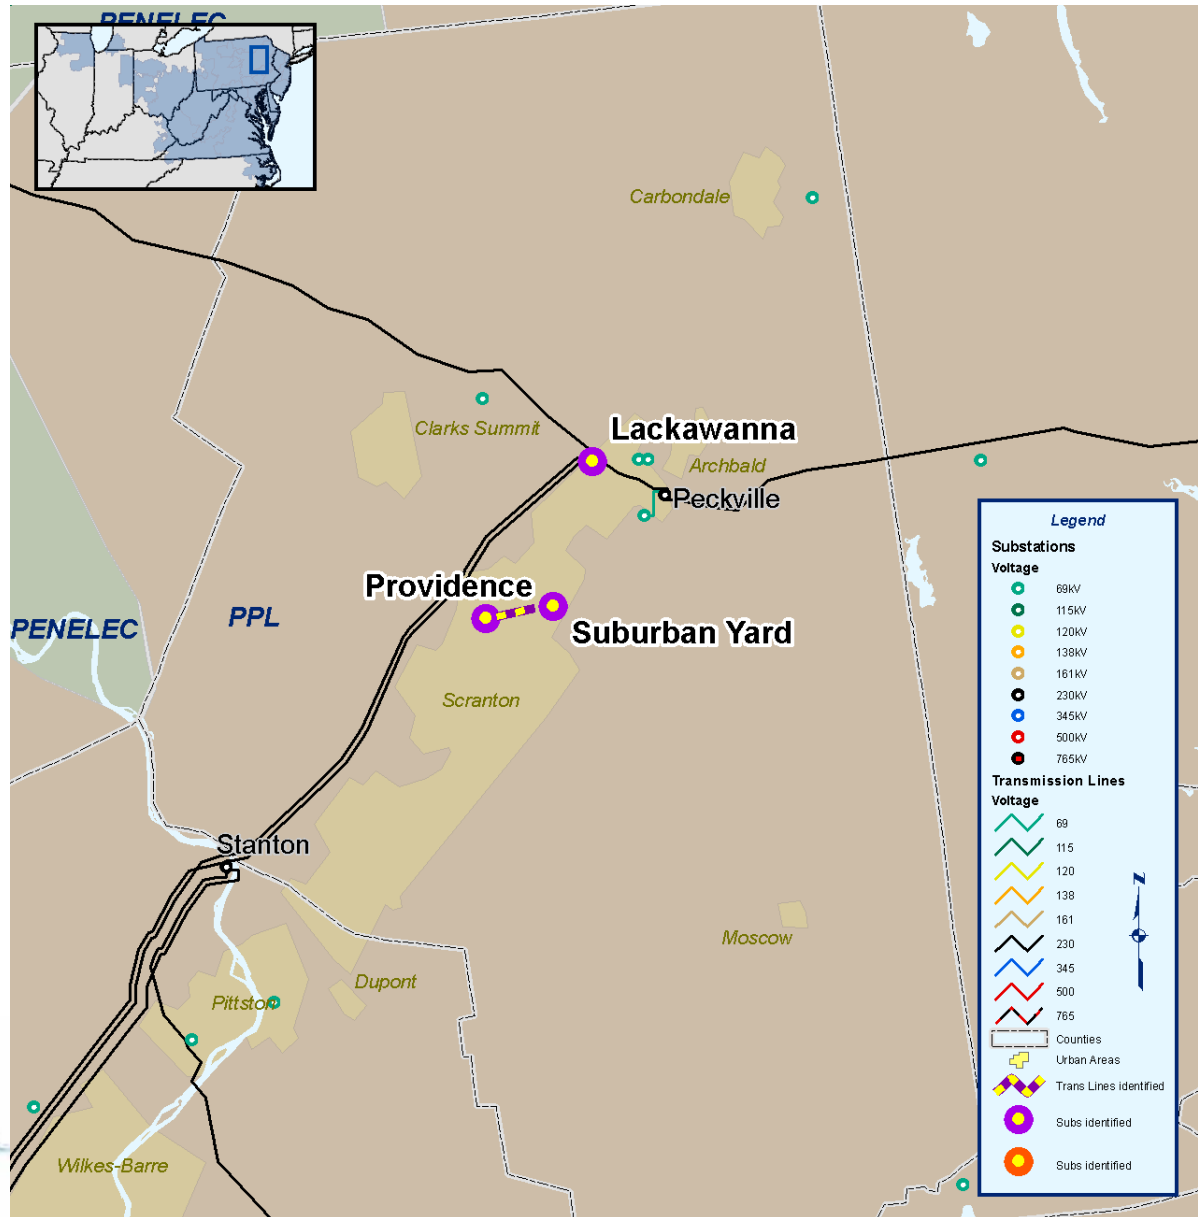 PENELEC
Carbondale
Clarks Summit
Lackawanna
Archbald
Peckville
Providence
PPL
PENELEC
Suburban Yard
Scranton
Stanton
Moscow
Dupont
Pittston
Wilkes-Barre
Legend
Substations
Voltage
69kV
115kV
120kV
138kV
161kV
230kV
345kV
500kV
765kV
Transmission Lines
Voltage
69
115
120
138
161
230
345
500
765
Counties
Urban Areas
Trans Lines identified
Subs identified
Subs identified
N